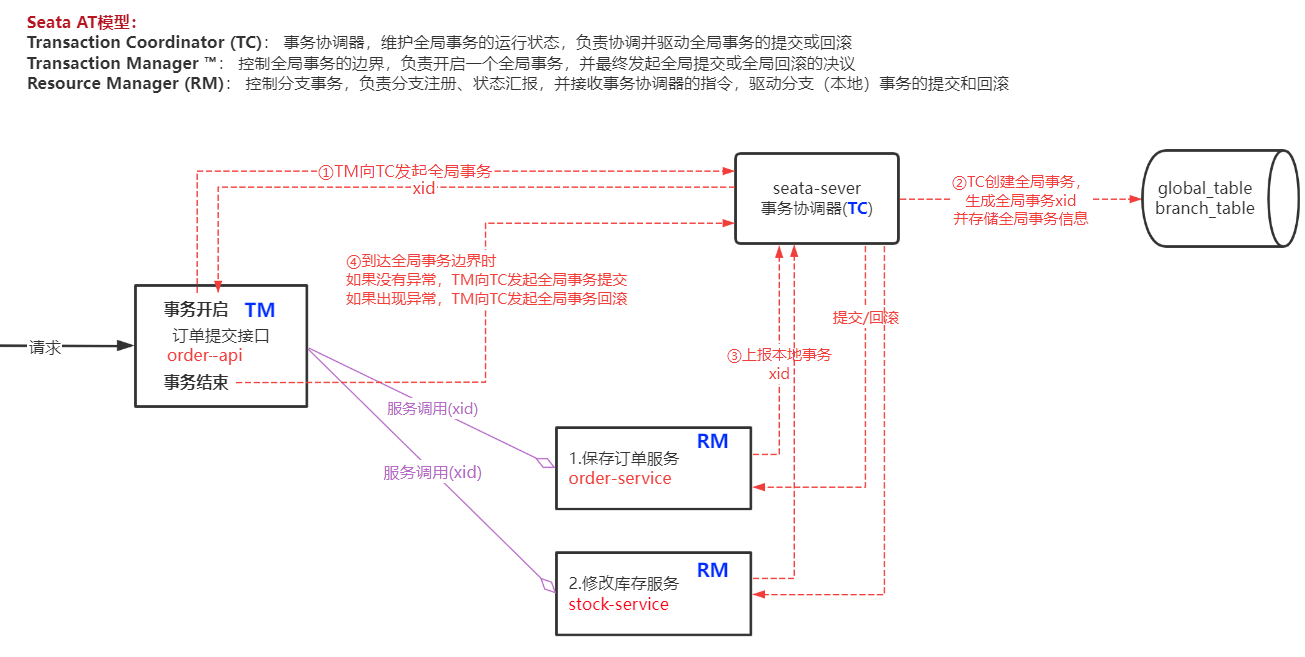 Seata AT模型：
Transaction Coordinator (TC)： 事务协调器，维护全局事务的运行状态，负责协调并驱动全局事务的提交或回滚
Transaction Manager ™： 控制全局事务的边界，负责开启一个全局事务，并最终发起全局提交或全局回滚的决议
Resource Manager (RM)： 控制分支事务，负责分支注册、状态汇报，并接收事务协调器的指令，驱动分支（本地）事务的提交和回滚
①TM向TC发起全局事务
xid
seata-sever
事务协调器(TC)
②TC创建全局事务，
生成全局事务xid
并存储全局事务信息
global_table
branch_table
④到达全局事务边界时
如果没有异常，TM向TC发起全局事务提交
如果出现异常，TM向TC发起全局事务回滚
请求
事务开启 TM
订单提交接口
order--api
事务结束
提交/回滚
③上报本地事务
xid
服务调用(xid)
服务调用(xid)
RM
1.保存订单服务
order-service
RM
2.修改库存服务
stock-service